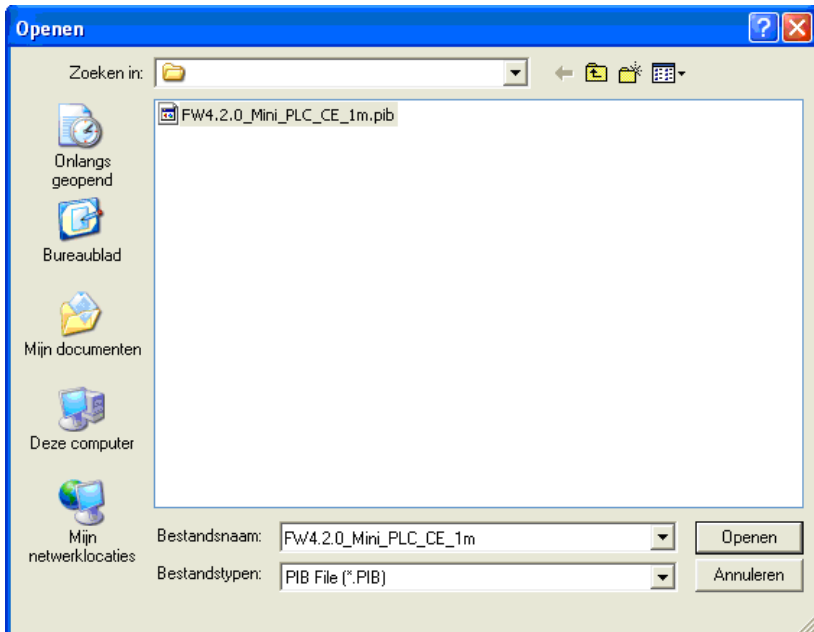 Openen
Zoeken in:
FW4.2.0_Mini_PLC_CE_1m.pib
Onlangs
geopend
Bureaublad
Mijn documenten
Deze computer
Mijn
netwerklocaties
Bestandsnaam: FW4.2.0_Mini_PLC_CE_1m Openen
Bestandstypen: PIB File (*.PIB) Annuleren